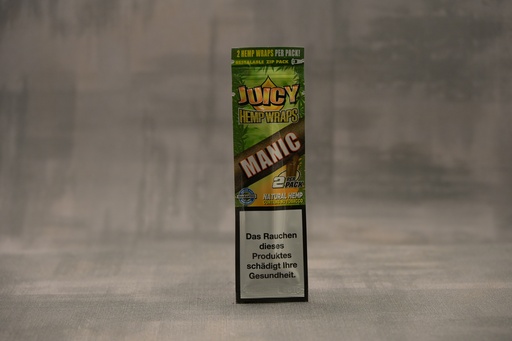 2 HEMP WRAPS PER PACK!
RESEALABLE ZIP PACK
JUICY
HEMP WRAPS
MANIC
2 PER
PACK
NATURAL HEMP
Das Rauchen
dieses
Produktes
schädigt Ihre
Gesundheit.